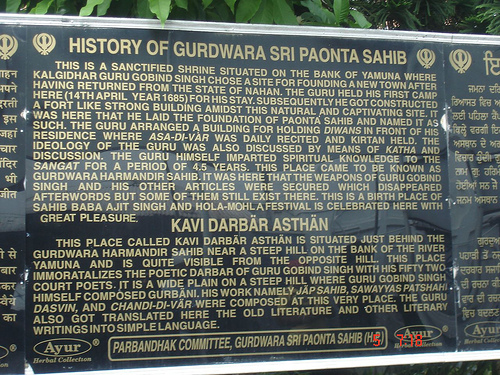 HISTORY OF GURDWARA SRI PAONTA SAHIB
THIS IS A SANCTIFIED SHRINE SITUATED ON THE BANK OF YAMUNA WHERE
KALGIDHAR GURU GOBIND SINGH CHOSE A SITE FOR FOUNDING A NEW TOWN AFTER
HAVING RETURNED FROM THE STATE OF NAHAN. THE GURU HELD HIS FIRST CAMP
HERE (14TH APRIL YEAR 1685) FOR HIS STAY. SUBSEQUENTLY HE GOT CONSTRUCTED
A FORT LIKE STRONG BUILDING AMIDST THIS NATURAL AND CAPTIVATING SITE. IT
WAS HERE THAT HE LAID THE FOUNDATION OF PAONTA SAHIB AND NAMED IT AS
SUCH. THE GURU ARRANGED A BUILDING FOR HOLDING DIWANS IN FRONT OF HIS
RESIDENCE WHERE ASA-DI-VAR WAS DAILY RECITED AND KIRTAN HELD. THE
IDEOLOGY OF THE GURU WAS ALSO DISCUSSED BY MEANS OF KATHA AND
DISCUSSION. THE GURU HIMSELF IMPARTED SPIRITUAL KNOWLEDGE TO THE
SANGAT FOR A PERIOD OF 4.5 YEARS. THIS PLACE CAME TO BE KNOWN AS
GURDWARA HARMANDIR SAHIB. IT WAS HERE THAT THE WEAPONS OF GURU GOBIND
SINGH AND HIS OTHER ARTICLES WERE SECURED WHICH DISAPPEARED
AFTERWORDS BUT SOME OF THEM STILL EXIST THERE. THIS IS A BIRTH PLACE OF
SAHIB BABA AJIT SINGH AND HOLA-MOHLA FESTIVAL IS CELEBRATED HERE WITH
GREAT PLEASURE.
KAVI DARBĀR ASTHĀN
THIS PLACE CALLED KAVI DARBĀR ASTHĀN IS SITUATED JUST BEHIND THE
GURDWARA HARMANDIR SAHIB NEAR A STEEP HILL ON THE BANK OF THE RIVER
YAMUNA AND IS QUITE VISIBLE FROM THE OPPOSITE HILL. THIS PLACE
IMMORATALIZES THE POETIC DARBAR OF GURU GOBIND SINGH WITH HIS FIFTY TWO
COURT POETS. IT IS A WIDE PLAIN ON A STEEP HILL WHERE GURU GOBIND SINGH
HIMSELF COMPOSED GURBĀNI. HIS WORK NAMELY JAP SAHIB, SAWAYYAS PATSHAHI
DASVIN, AND CHANDI-DI-VĀR WERE COMPOSED AT THIS VERY PLACE. THE GURU
ALSO GOT TRANSLATED HERE THE OLD LITERATURE AND OTHER LITERARY
WRITINGS INTO SIMPLE LANGUAGE.
Ayur
Herbal Collection
PARBANDHAK COMMITTEE, GURDWARA SRI PAONTA SAHIB
Ayur